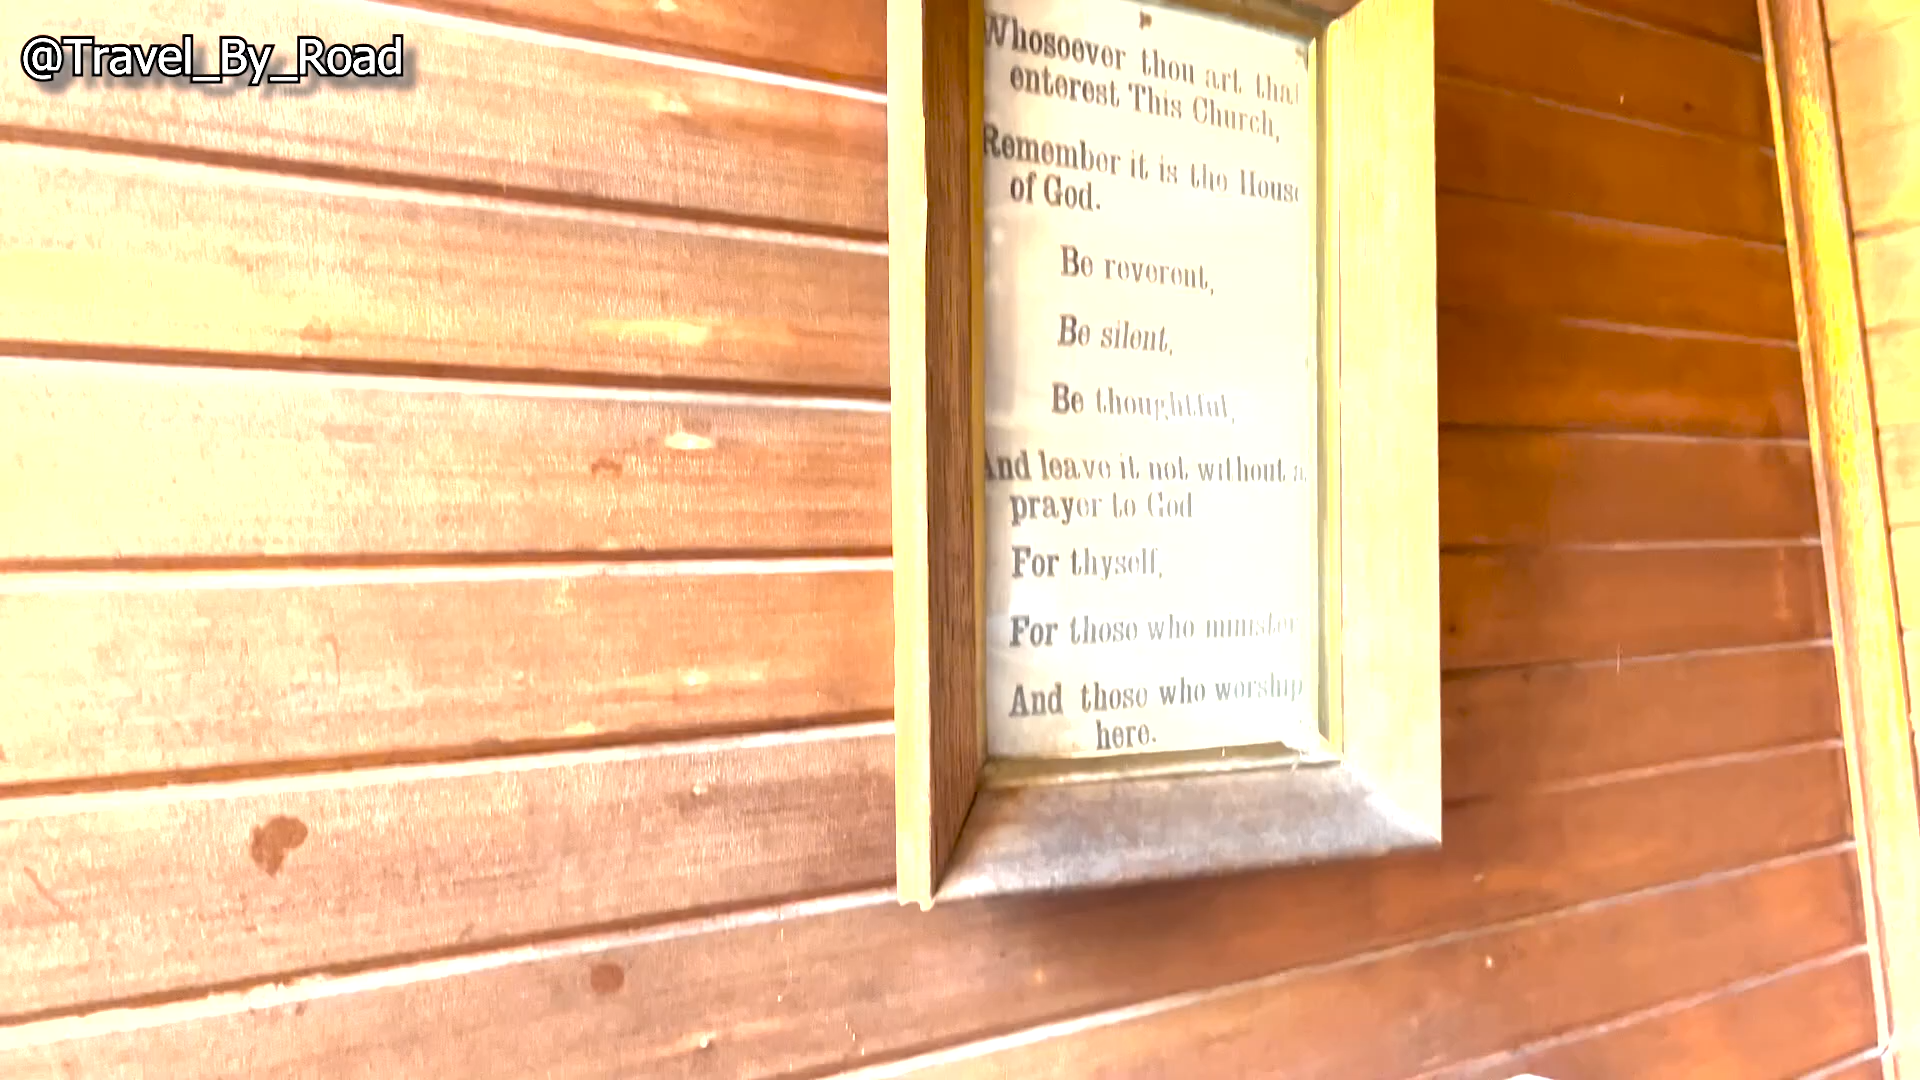 @Travel_By_Road
Whosoever thou art that
enterest This Church,
Remember it is the House
of God.
Be reverent,
Be silent,
Be thoughtful,
And leave it not without a
prayer to God
For thyself,
For those who minister
And those who worship
here.